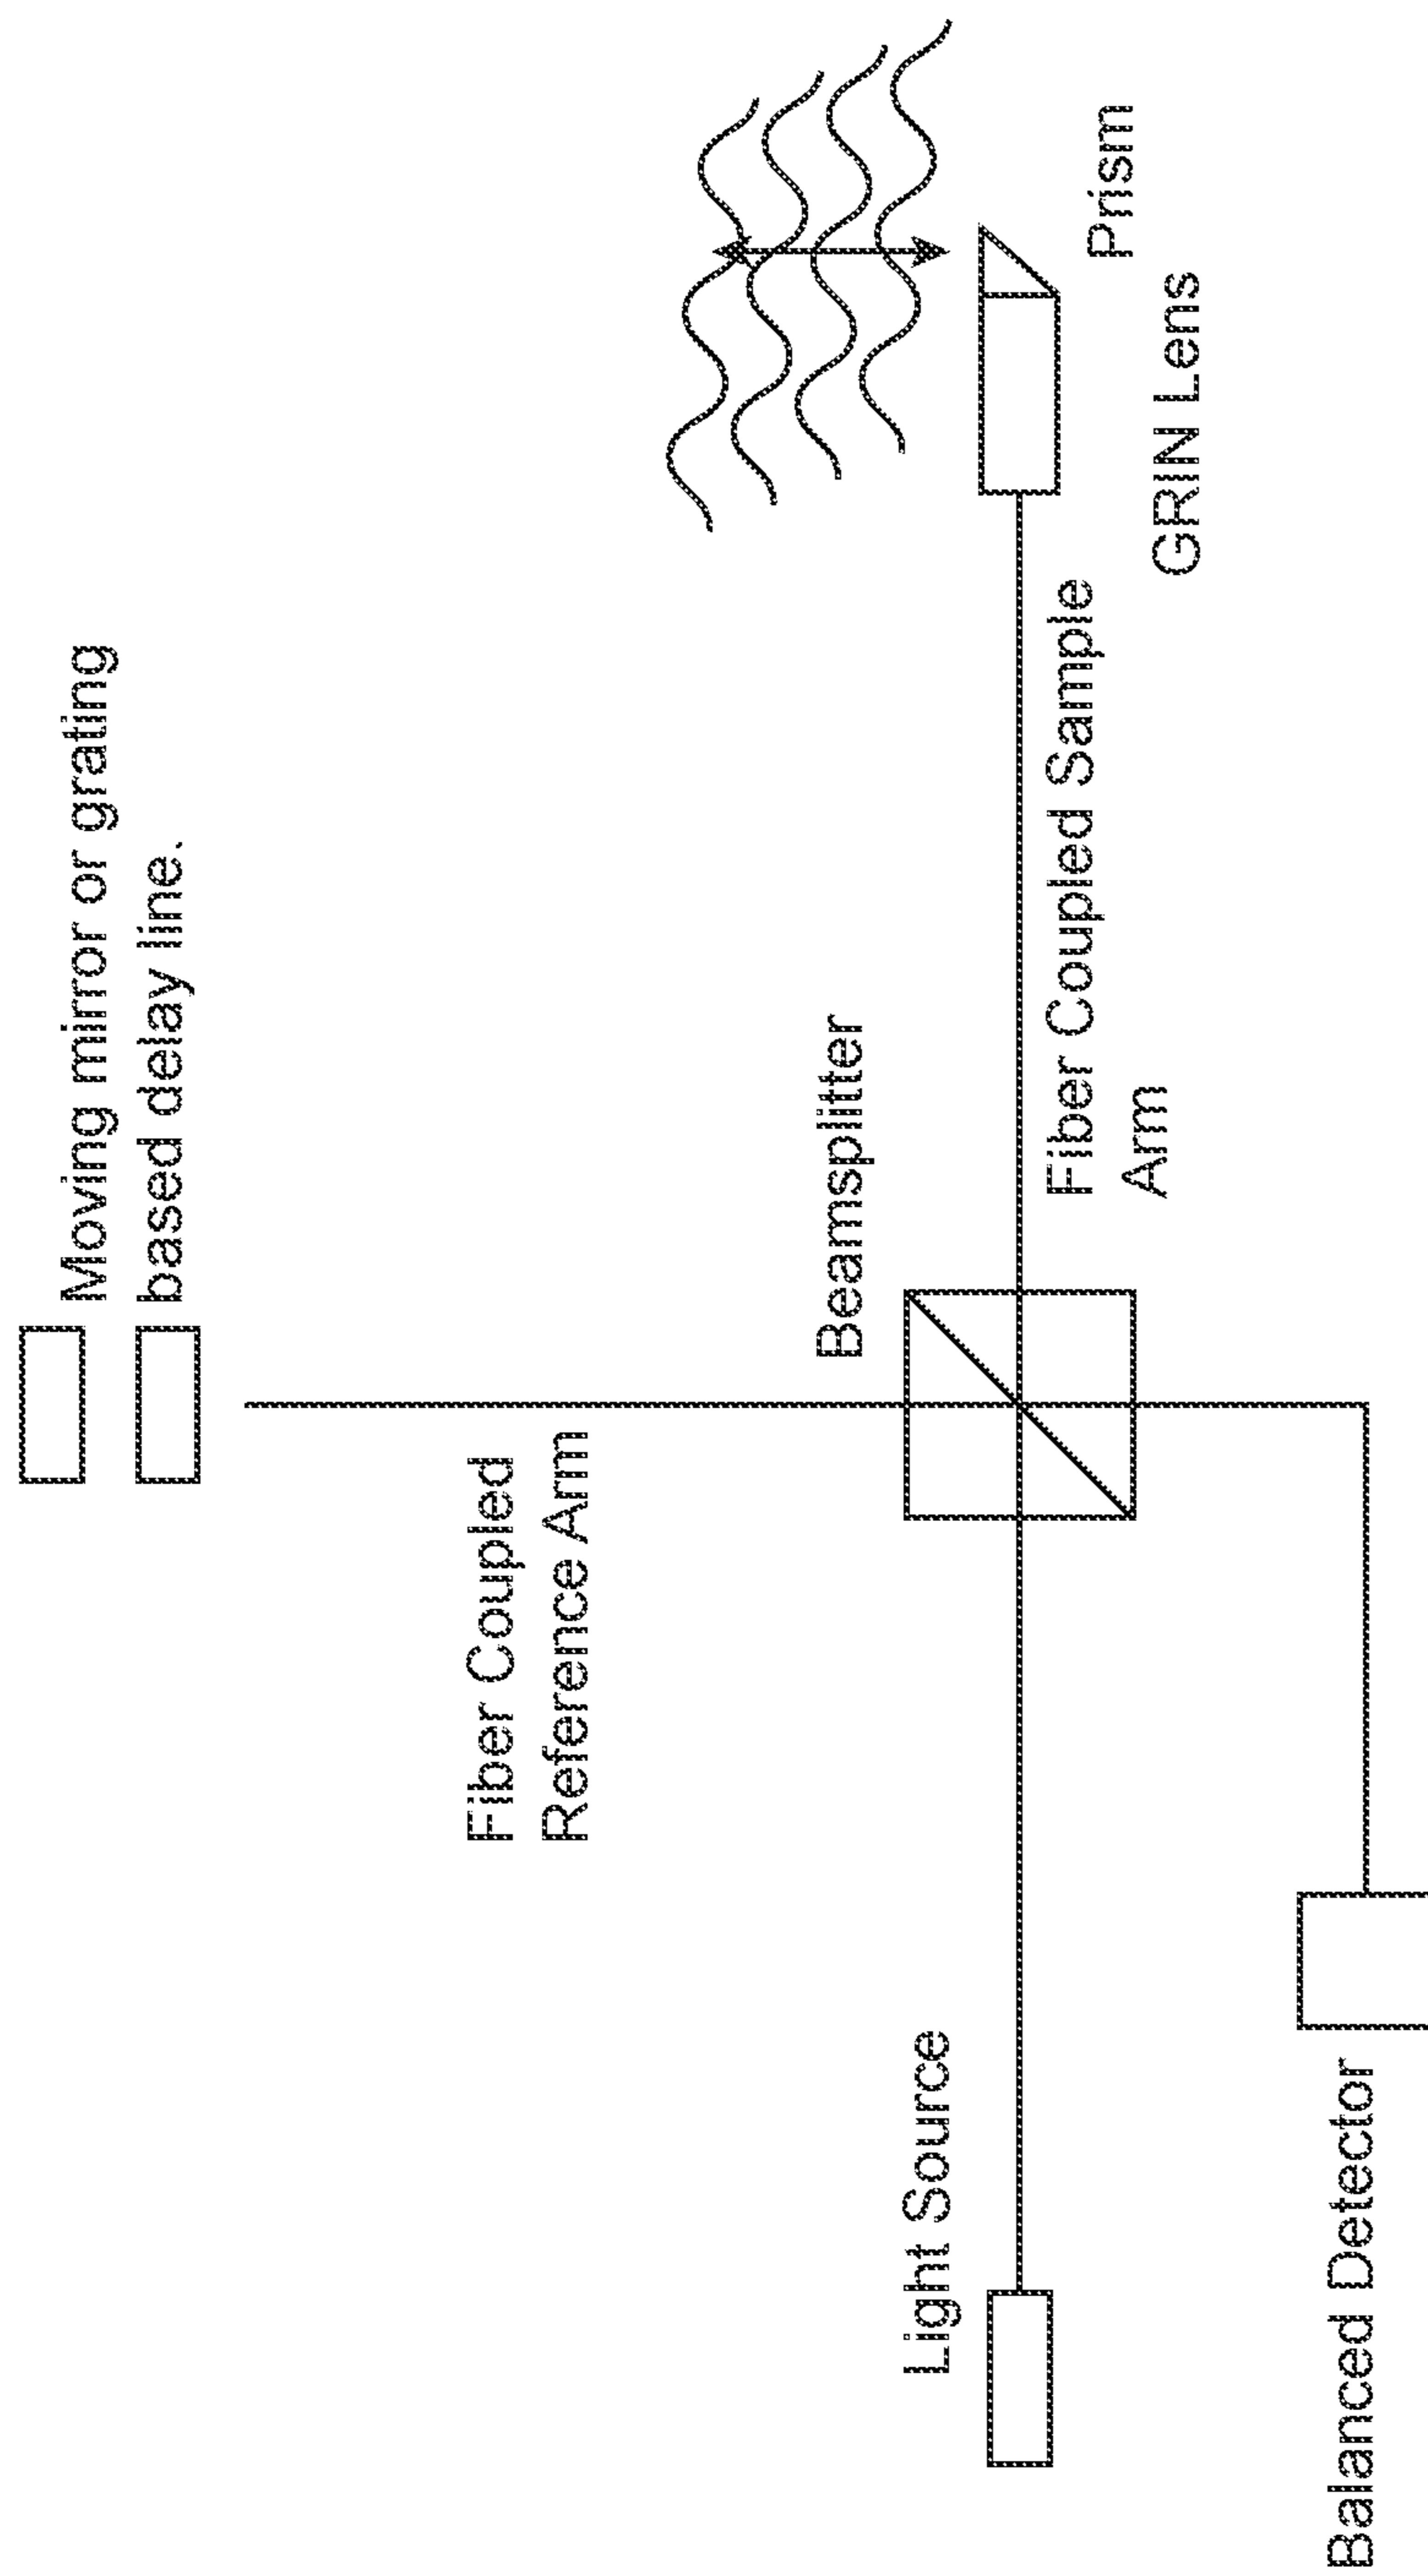 Moving mirror or grating
based delay line.
Fiber Coupled
Reference Arm
Beamsplitter
Light Source
Fiber Coupled Sample
Arm
Prism
GRIN Lens
Balanced Detector